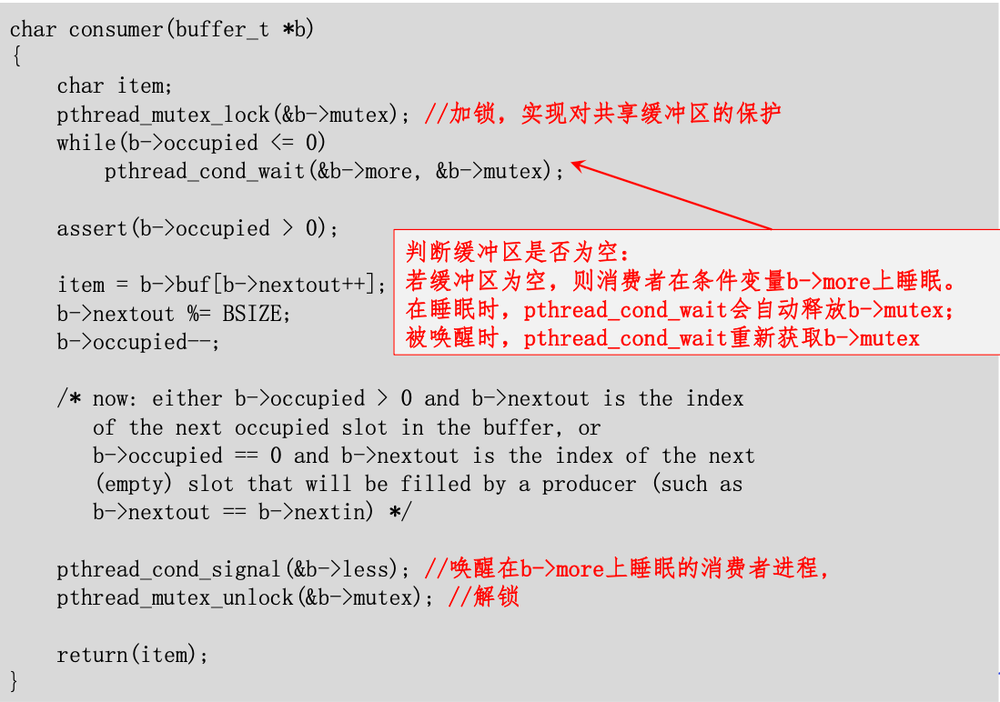 char consumer(buffer_t *b)
{
    char item;
    pthread_mutex_lock(&b->mutex); //加锁，实现对共享缓冲区的保护
    while(b->occupied <= 0)
        pthread_cond_wait(&b->more, &b->mutex);
    assert(b->occupied > 0);
判断缓冲区是否为空：
若缓冲区为空，则消费者在条件变量b->more上睡眠。
在睡眠时，pthread_cond_wait会自动释放b->mutex；
被唤醒时，pthread_cond_wait重新获取b->mutex
    item = b->buf[b->nextout++];
    b->nextout %= BSIZE;
    b->occupied--;
    /* now: either b->occupied > 0 and b->nextout is the index
       of the next occupied slot in the buffer, or
       b->occupied == 0 and b->nextout is the index of the next
       (empty) slot that will be filled by a producer (such as
       b->nextout == b->nextin) */
    pthread_cond_signal(&b->less); //唤醒在b->more上睡眠的消费者进程，
    pthread_mutex_unlock(&b->mutex); //解锁
    return(item);
}